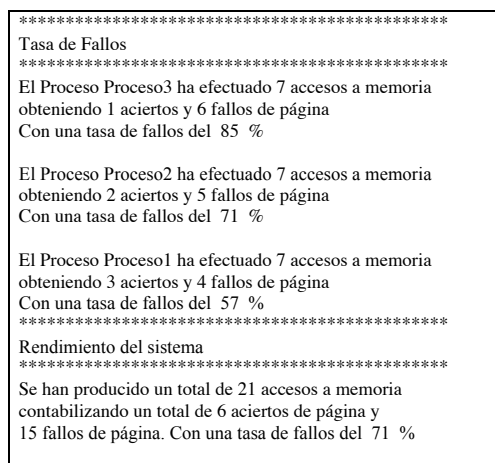 **********************************************
Tasa de Fallos
**********************************************
El Proceso Proceso3 ha efectuado 7 accesos a memoria
obteniendo 1 aciertos y 6 fallos de página
Con una tasa de fallos del 85 %
El Proceso Proceso2 ha efectuado 7 accesos a memoria
obteniendo 2 aciertos y 5 fallos de página
Con una tasa de fallos del 71 %
El Proceso Proceso1 ha efectuado 7 accesos a memoria
obteniendo 3 aciertos y 4 fallos de página
Con una tasa de fallos del 57 %
**********************************************
Rendimiento del sistema
**********************************************
Se han producido un total de 21 accesos a memoria
contabilizando un total de 6 aciertos de página y
15 fallos de página. Con una tasa de fallos del 71 %